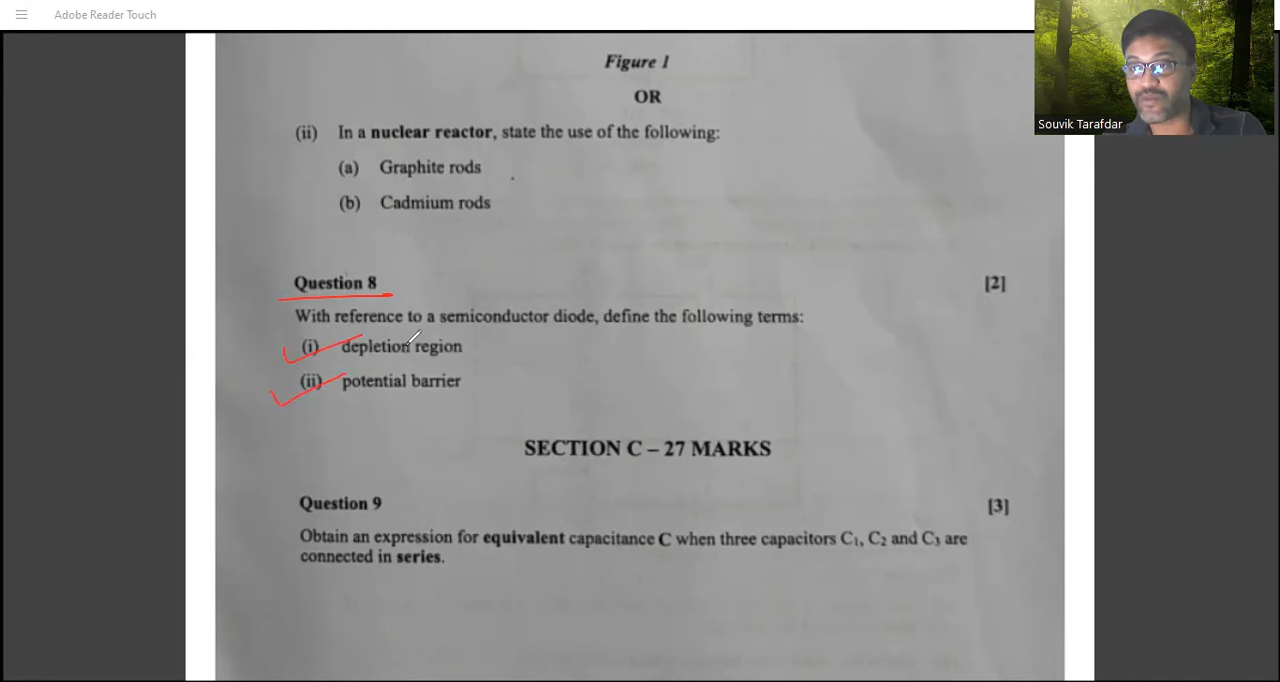 Adobe Reader Touch
Souvik Tarafdar
Figure 1
OR
(ii) In a nuclear reactor, state the use of the following:
(a) Graphite rods
(b) Cadmium rods
Question 8 [2]
With reference to a semiconductor diode, define the following terms:
(i) depletion region
(ii) potential barrier
SECTION C – 27 MARKS
Question 9 [3]
Obtain an expression for equivalent capacitance C when three capacitors C₁, C₂ and C₃ are
connected in series.